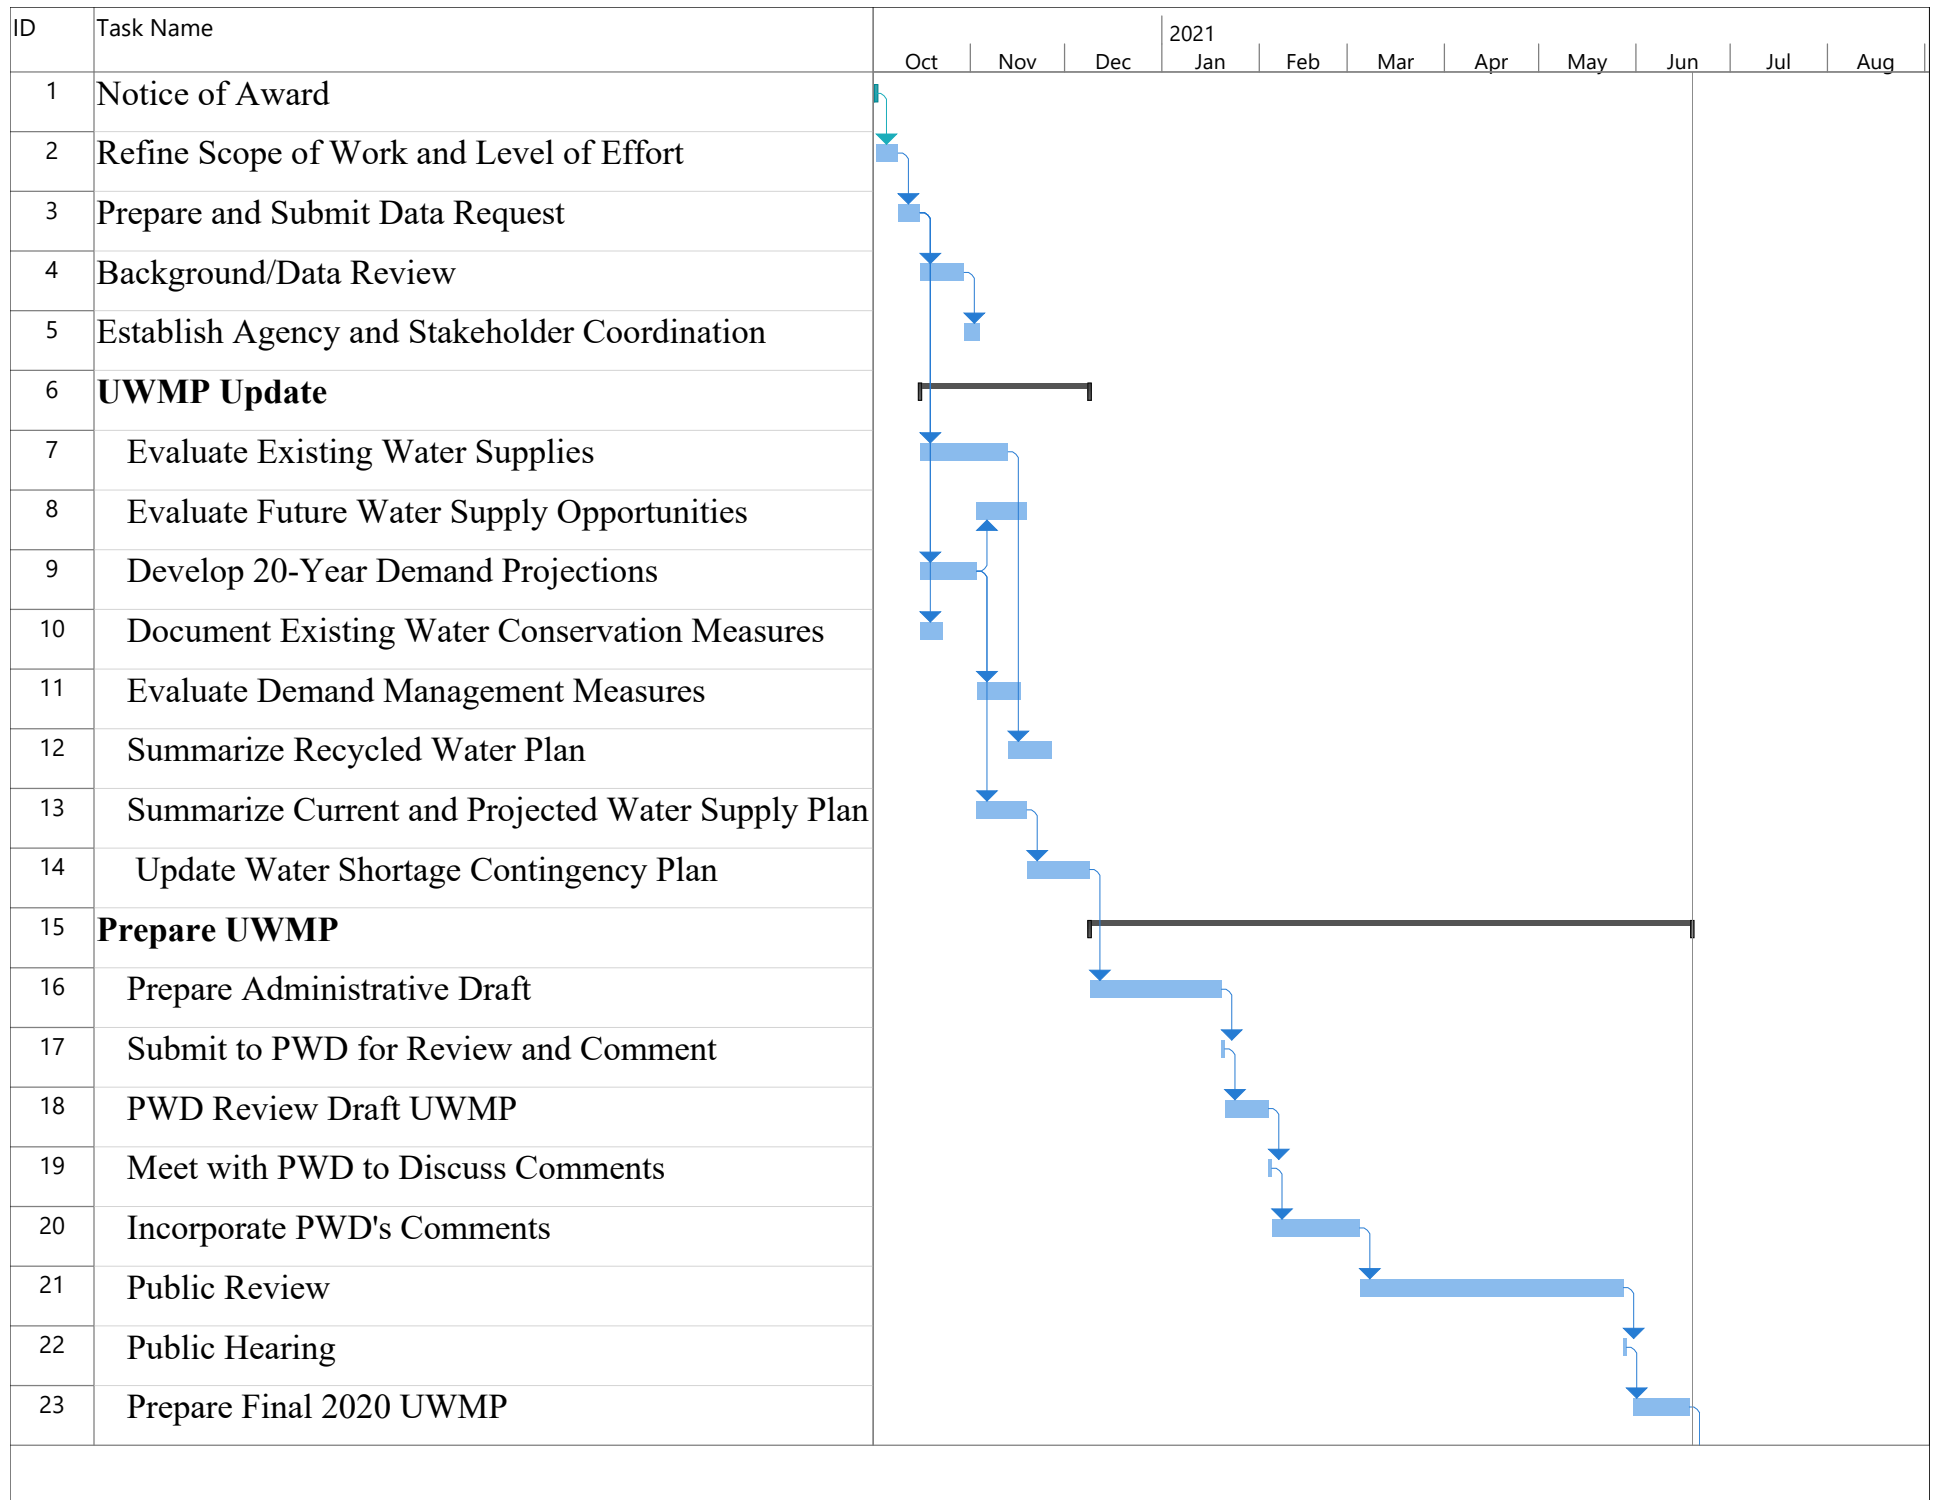 ID Task Name 2021
Oct Nov Dec Jan Feb Mar Apr May Jun Jul Aug
1 Notice of Award
2 Refine Scope of Work and Level of Effort
3 Prepare and Submit Data Request
4 Background/Data Review
5 Establish Agency and Stakeholder Coordination
6 UWMP Update
7 Evaluate Existing Water Supplies
8 Evaluate Future Water Supply Opportunities
9 Develop 20-Year Demand Projections
10 Document Existing Water Conservation Measures
11 Evaluate Demand Management Measures
12 Summarize Recycled Water Plan
13 Summarize Current and Projected Water Supply Plan
14 Update Water Shortage Contingency Plan
15 Prepare UWMP
16 Prepare Administrative Draft
17 Submit to PWD for Review and Comment
18 PWD Review Draft UWMP
19 Meet with PWD to Discuss Comments
20 Incorporate PWD's Comments
21 Public Review
22 Public Hearing
23 Prepare Final 2020 UWMP